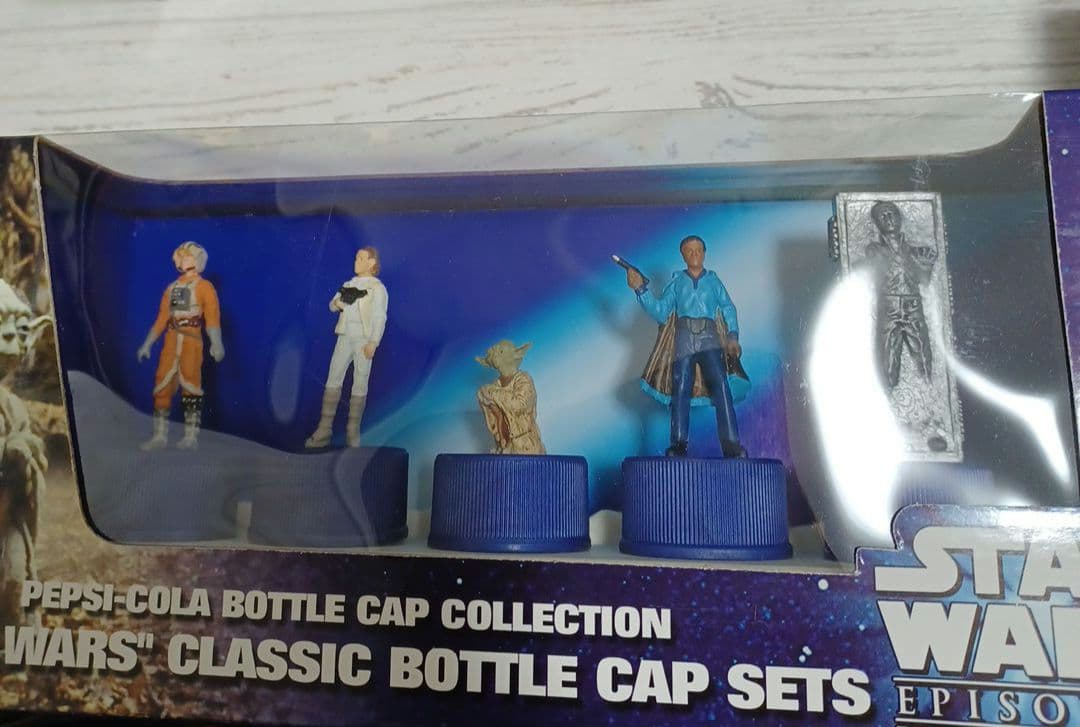 PEPSI-COLA BOTTLE CAP COLLECTION
WARS" CLASSIC BOTTLE CAP SETS
STA
WAR
EPISO